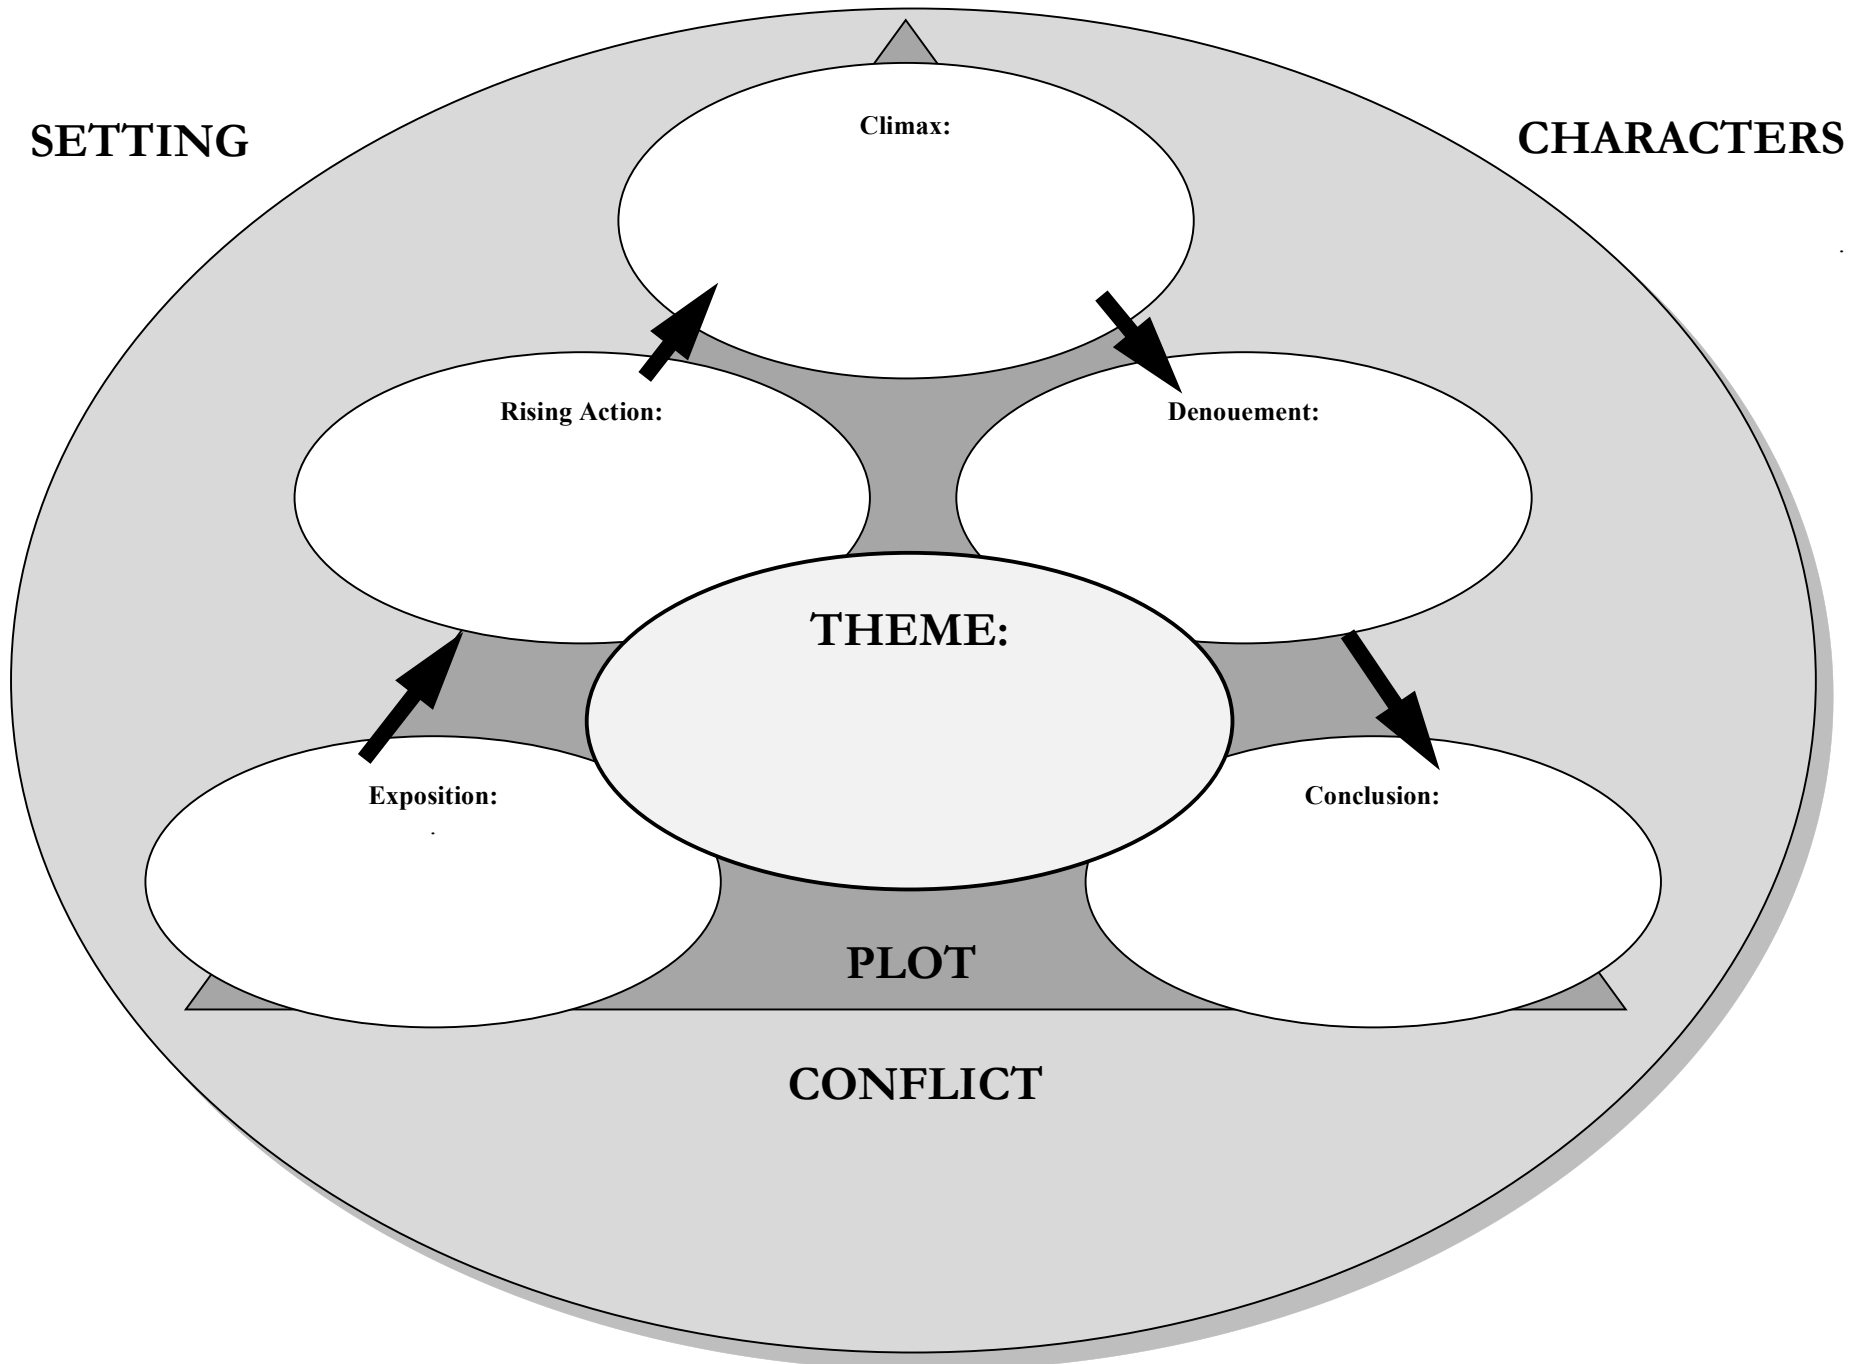 SETTING
CHARACTERS
Climax:
Rising Action:
Denouement:
THEME:
Exposition:
Conclusion:
PLOT
CONFLICT